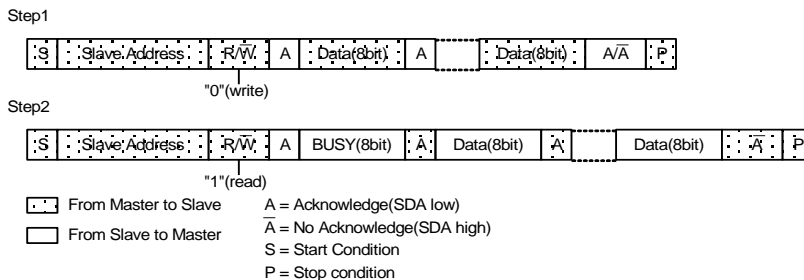 Step1
S Slave Address R/W̅ A Data(8bit) A Data(8bit) A/A̅ P
"0"(write)
Step2
S Slave Address R/W̅ A BUSY(8bit) A Data(8bit) A Data(8bit) A̅ P
"1"(read)
From Master to Slave
From Slave to Master
A = Acknowledge(SDA low)
A̅ = No Acknowledge(SDA high)
S = Start Condition
P = Stop condition